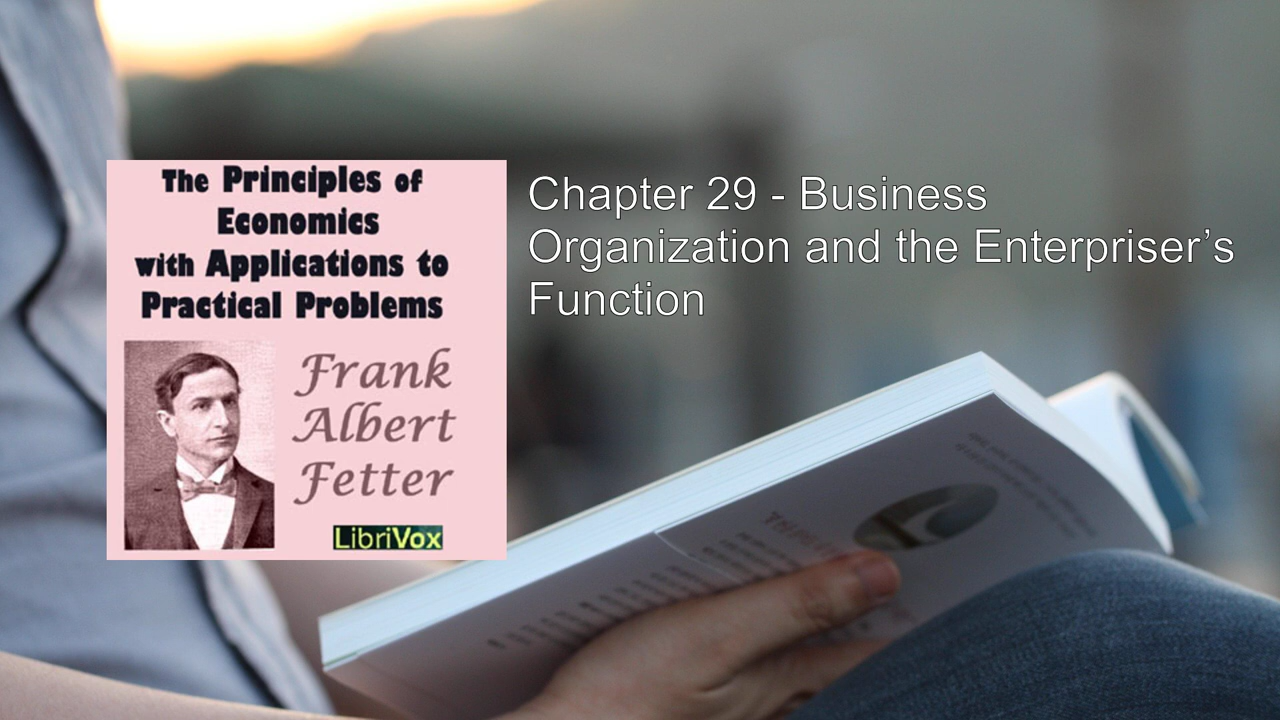 The Principles of
Economics
with Applications to
Practical Problems
Frank
Albert
Fetter
LibriVox
Chapter 29 - Business
Organization and the Enterpriser’s
Function